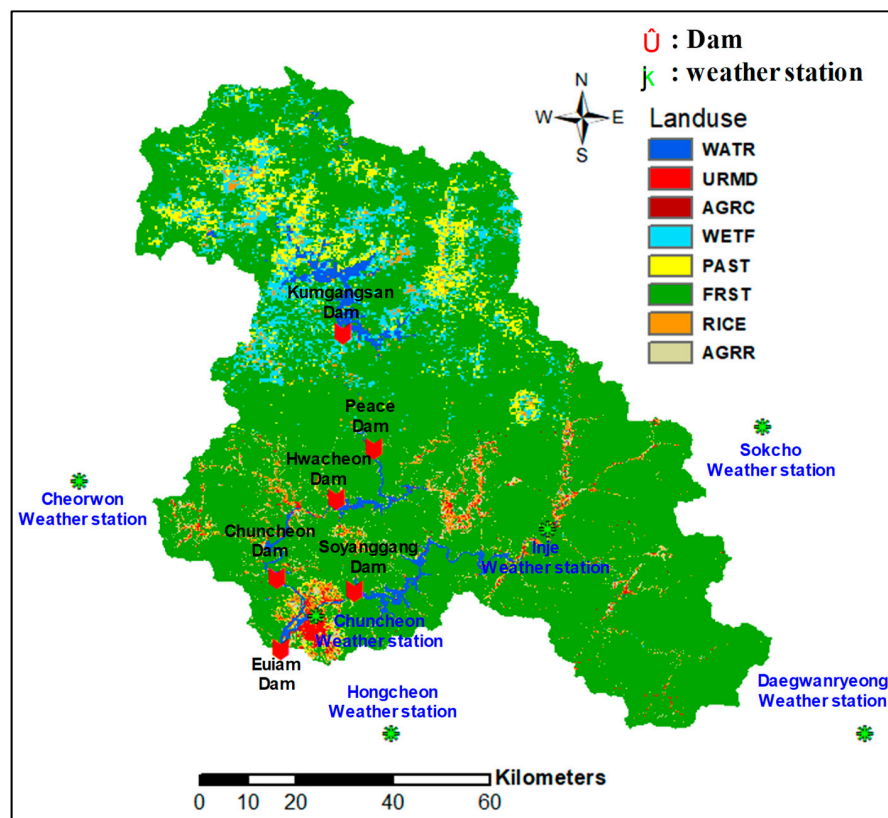 Û : Dam
jk : weather station
N
W E
S
Landuse
WATR
URMD
AGRC
WETF
PAST
FRST
RICE
AGRR
Kumgangsan
Dam
Peace
Dam
Hwacheon
Dam
Sokcho
Weather station
Cheorwon
Weather station
Chuncheon
Dam
Soyanggang
Dam
Inje
Weather station
Chuncheon
Weather station
Euiam
Dam
Hongcheon
Weather station
Daegwanryeong
Weather station
Kilometers
0 10 20 40 60